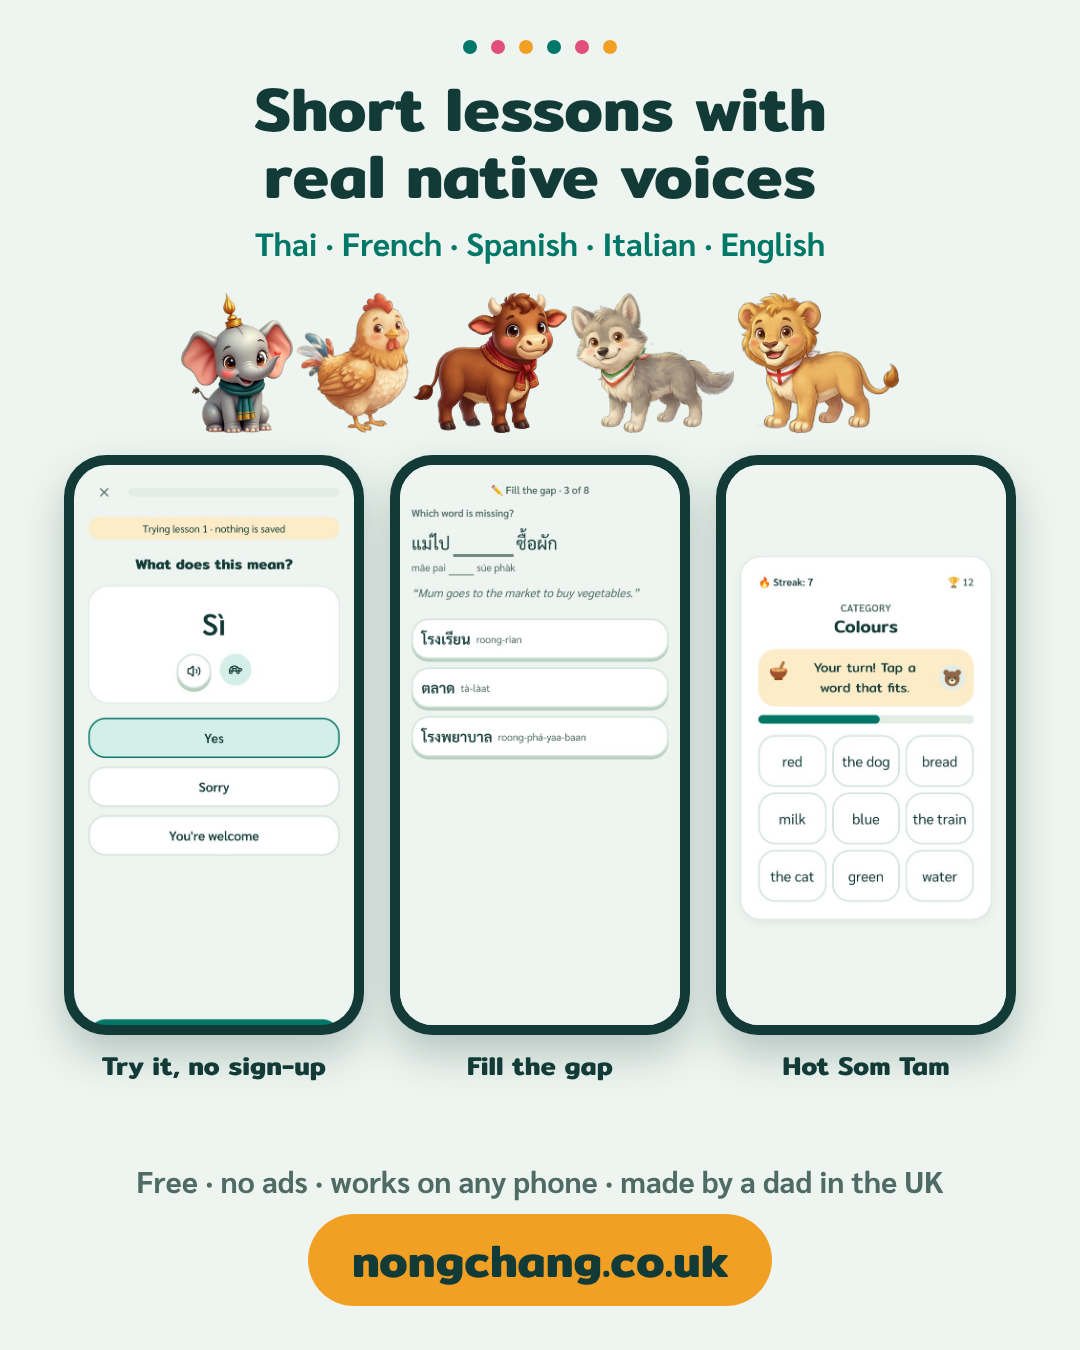 Short lessons with
real native voices
Thai · French · Spanish · Italian · English
Trying lesson 1 · nothing is saved
What does this mean?
Sì
Yes
Sorry
You're welcome
Try it, no sign-up
Fill the gap · 3 of 8
Which word is missing?
แม่ไป ______ ซื้อผัก
mâe pai ____ súe phàk
“Mum goes to the market to buy vegetables.”
โรงเรียน roong-rian
ตลาด tà-làat
โรงพยาบาล roong-phá-yaa-baan
Fill the gap
Streak: 7 12
CATEGORY
Colours
Your turn! Tap a
word that fits.
red the dog bread
milk blue the train
the cat green water
Hot Som Tam
Free · no ads · works on any phone · made by a dad in the UK
nongchang.co.uk